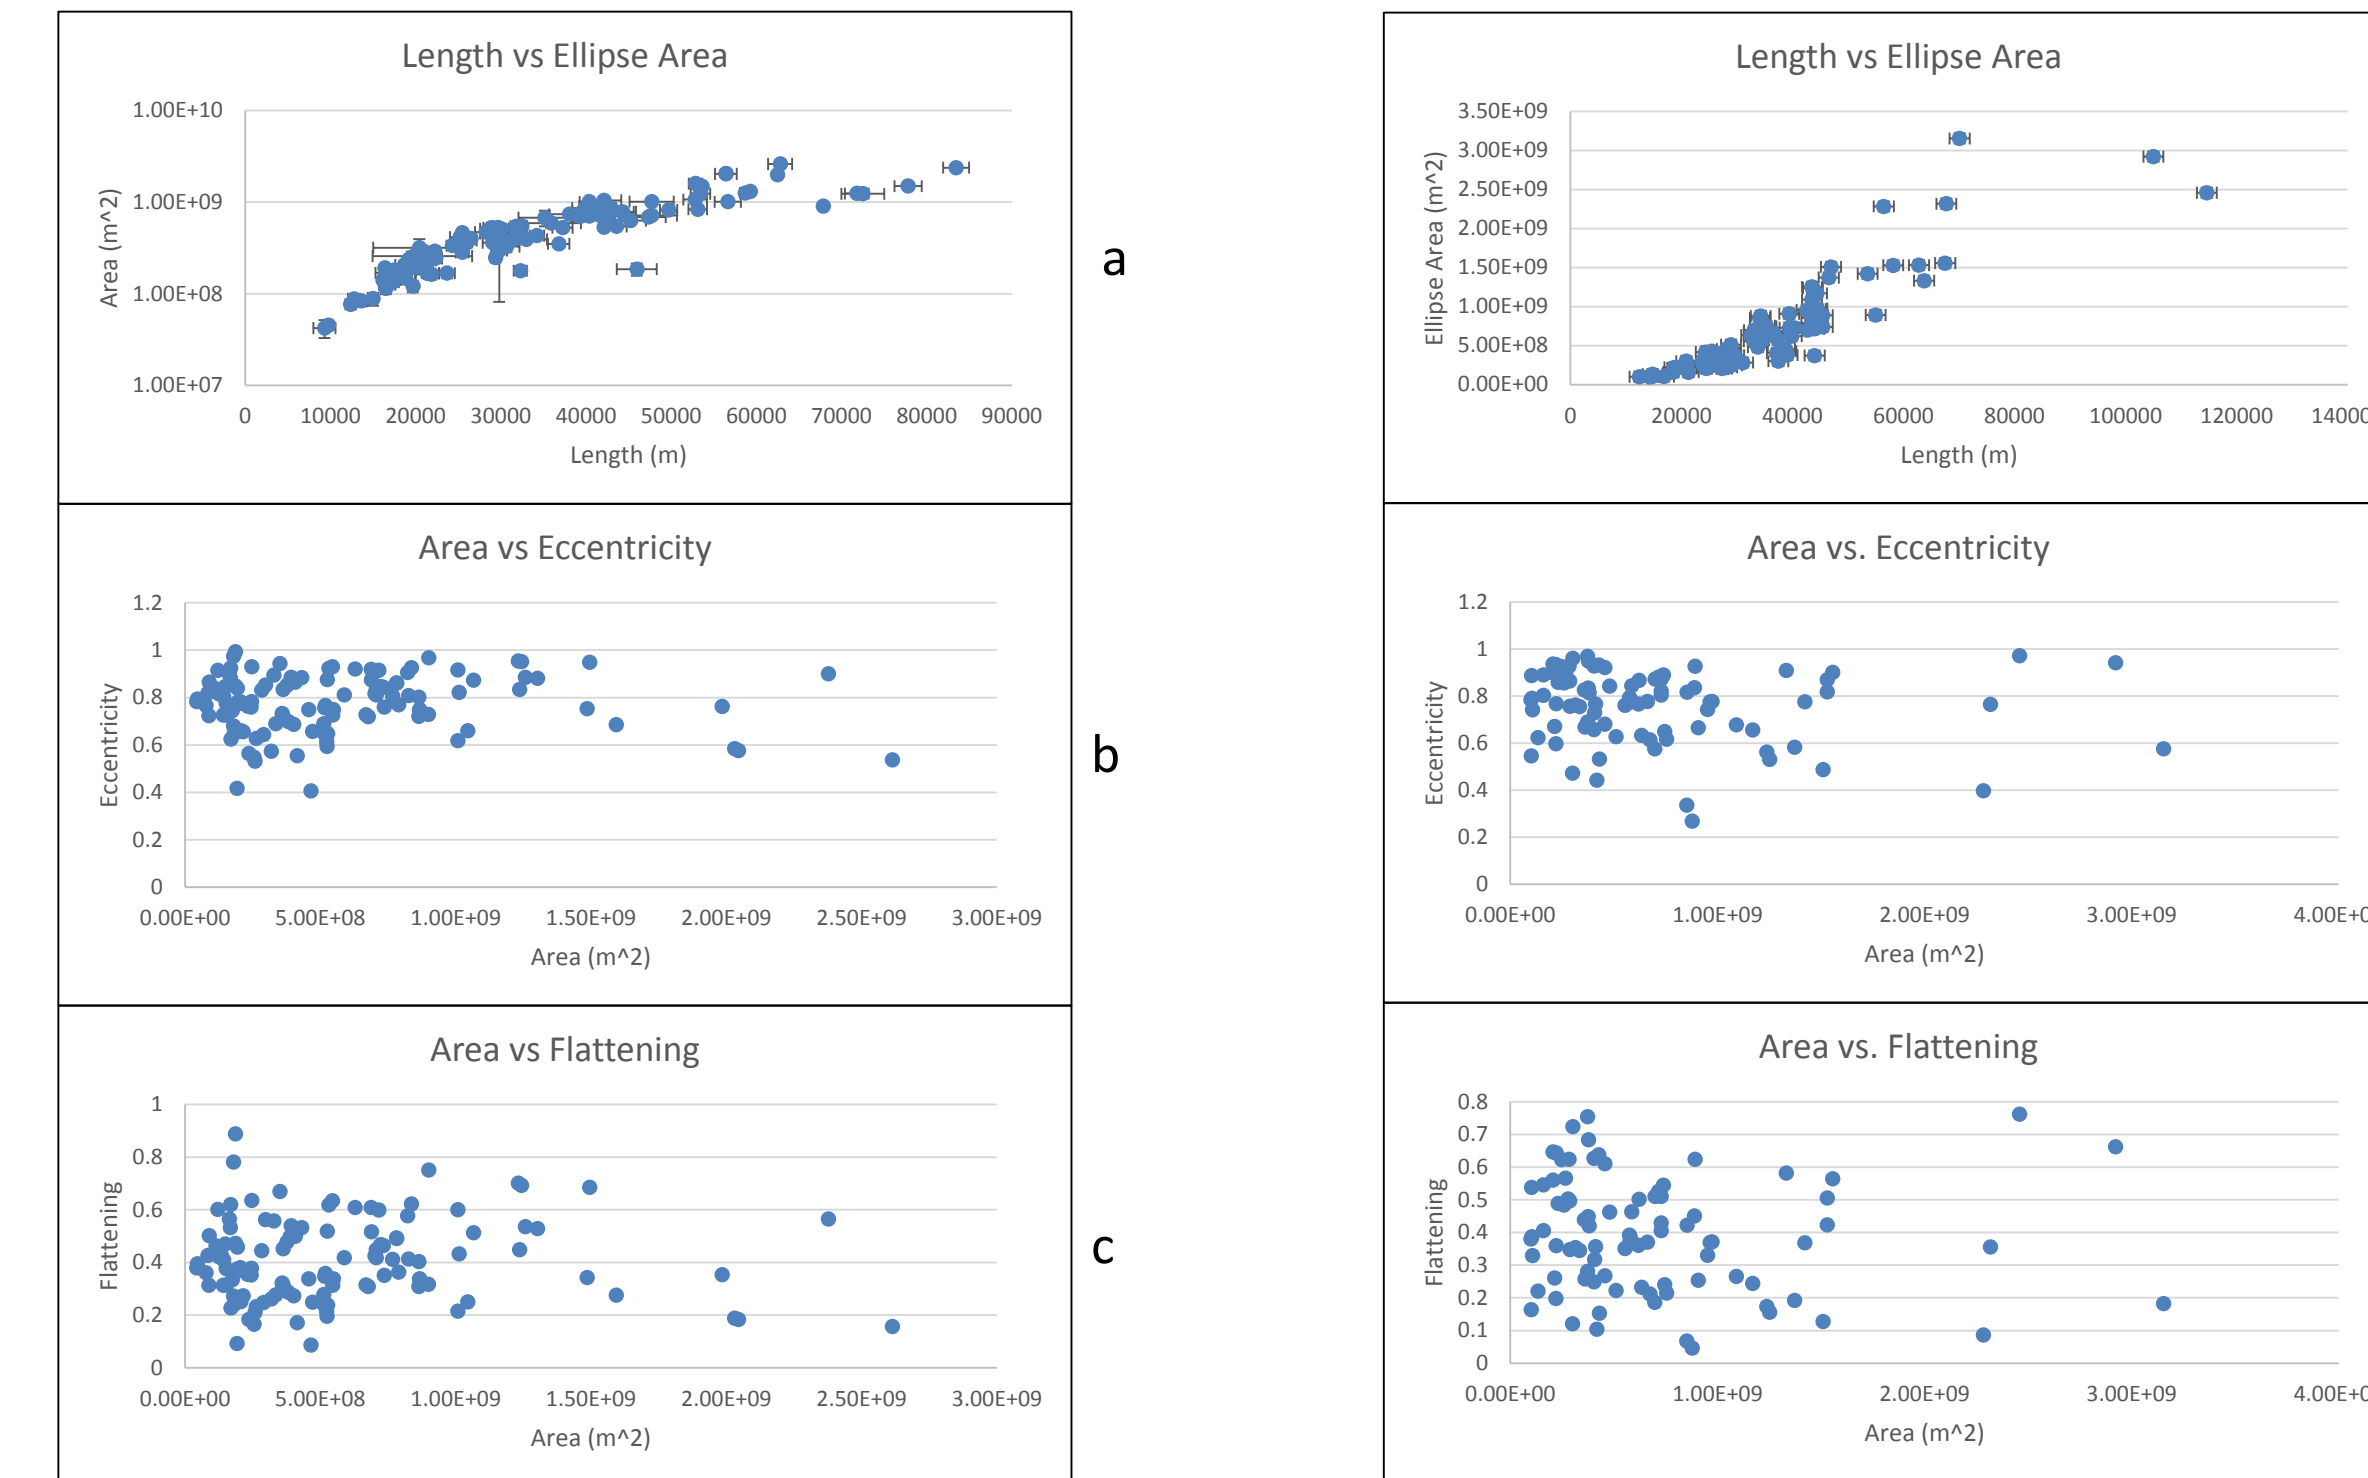 Length vs Ellipse Area
1.00E+10
1.00E+09
1.00E+08
1.00E+07
Area (m^2)
0 10000 20000 30000 40000 50000 60000 70000 80000 90000
Length (m)
a
Length vs Ellipse Area
3.50E+09
3.00E+09
2.50E+09
2.00E+09
1.50E+09
1.00E+09
5.00E+08
0.00E+00
Ellipse Area (m^2)
0 20000 40000 60000 80000 100000 120000 14000
Length (m)
Area vs Eccentricity
1.2
1
0.8
0.6
0.4
0.2
0
Eccentricity
0.00E+00 5.00E+08 1.00E+09 1.50E+09 2.00E+09 2.50E+09 3.00E+09
Area (m^2)
b
Area vs. Eccentricity
1.2
1
0.8
0.6
0.4
0.2
0
Eccentricity
0.00E+00 1.00E+09 2.00E+09 3.00E+09 4.00E+0
Area (m^2)
Area vs Flattening
1
0.8
0.6
0.4
0.2
0
Flattening
0.00E+00 5.00E+08 1.00E+09 1.50E+09 2.00E+09 2.50E+09 3.00E+09
Area (m^2)
c
Area vs. Flattening
0.8
0.7
0.6
0.5
0.4
0.3
0.2
0.1
0
Flattening
0.00E+00 1.00E+09 2.00E+09 3.00E+09 4.00E+0
Area (m^2)